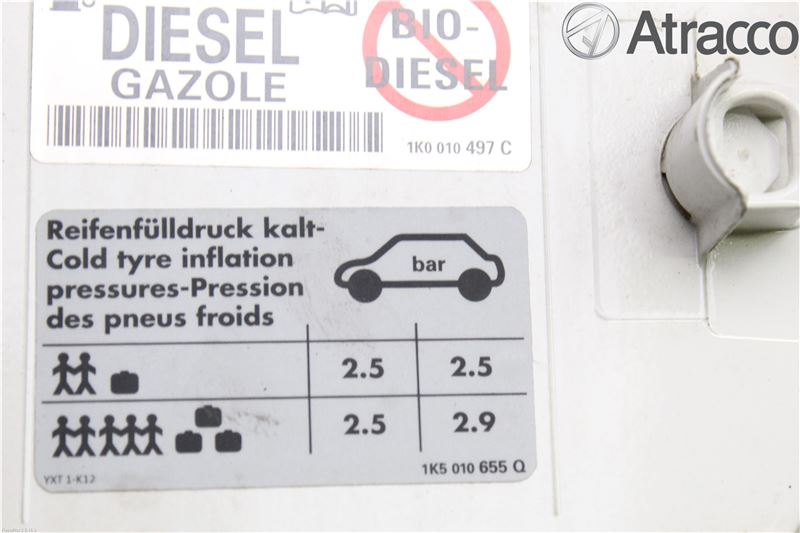 Atracco
DIESEL
GAZOLE
BIO-
DIESEL
1K0 010 497 C
Reifenfülldruck kalt-
Cold tyre inflation
pressures-Pression
des pneus froids
bar
2.5 2.5
2.5 2.9
YXT 1-K12
1K5 010 655 Q